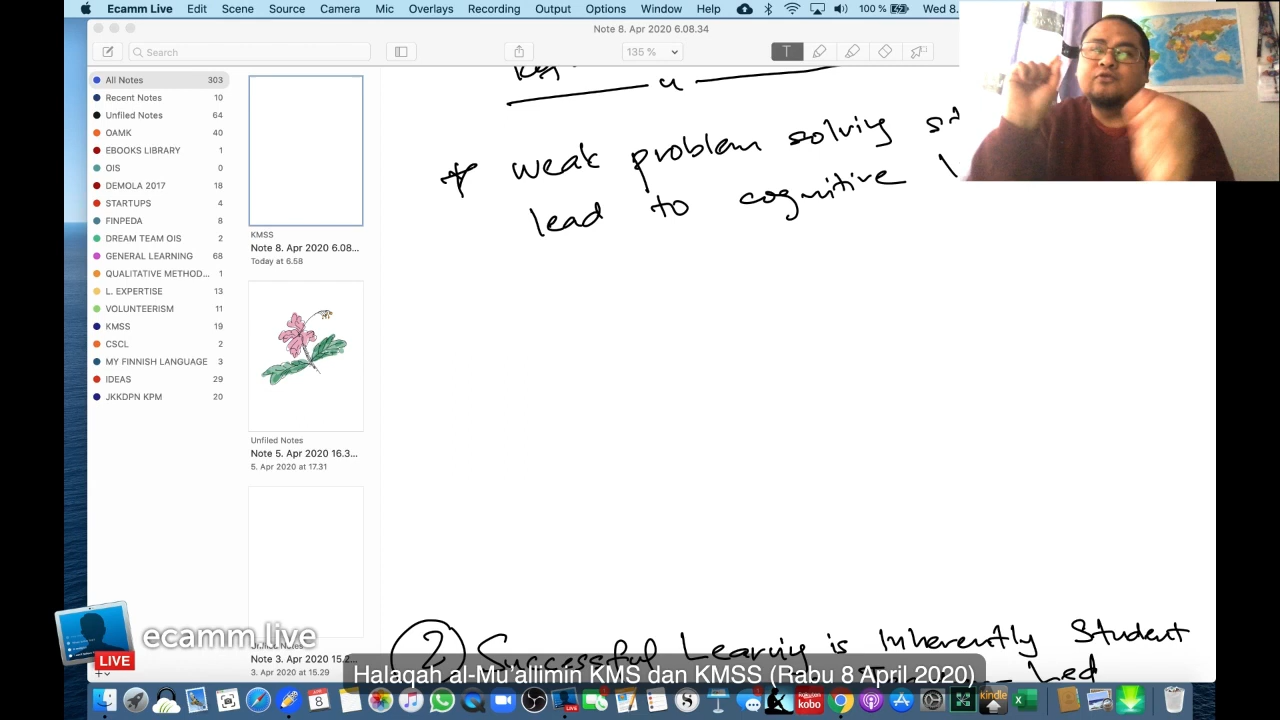 Ecamm Live Edit Scene Source Camera Mic Overlays Recording Output Options Window Help 100 % Wed 8.
Note 8. Apr 2020 6.08.34
Search
135 %
T
All Notes 303
Recent Notes 10
Unfiled Notes 64
OAMK 40
EBOOKS LIBRARY 1
OIS 0
DEMOLA 2017 18
STARTUPS 4
FINPEDA 8
DREAM TEAM OIS 2
GENERAL LEARNING 68
QUALITATIVE METHOD... 1
L. EXPERTISE 13
VOLUNTEERISM 11
KMSS 19
CSCL 2
MY FINNISH LANGUAGE 3
IDEAS 29
JKKDPN KPM 20
KMSS
Note 8. Apr 2020 6.08...
Today at 6.58
Unfiled Notes
Note 5. Apr 2020 16.3...
5. Apr 2020 at 17.31
Note 3. Apr 2020 15.2...
3. Apr 2020 at 15.29
* weak problem solving
lead to cognitive
2 Successful Learning is Inherently Student
Led
ecamm live
LIVE
Halaqah al-Mu'allimin KMS dan KMSS (Rabu 8 April 2020)
Rakuten
kobo
kindle